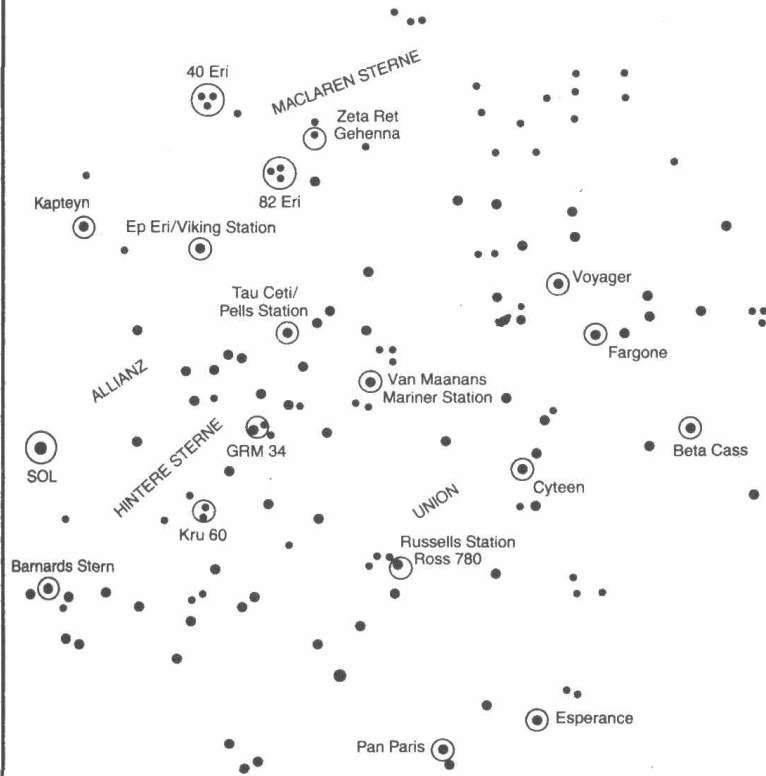 40 Eri
MACLAREN STERNE
Zeta Ret
Gehenna
82 Eri
Kapteyn
Ep Eri/Viking Station
Voyager
Tau Ceti/
Pells Station
Fargone
ALLIANZ
Van Maanans
Mariner Station
SOL
HINTERE STERNE
GRM 34
Beta Cass
Cyteen
UNION
Kru 60
Russells Station
Ross 780
Barnards Stern
Esperance
Pan Paris